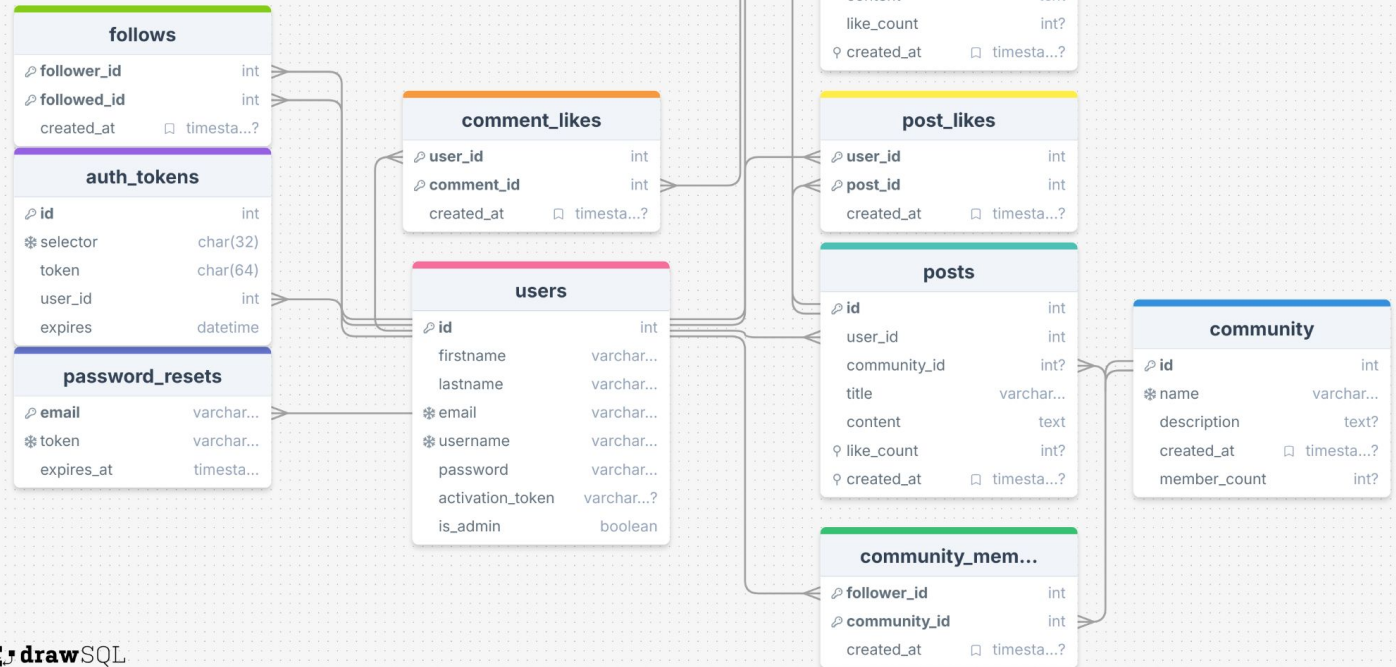 follows
follower_id int
followed_id int
created_at timesta...?
auth_tokens
id int
selector char(32)
token char(64)
user_id int
expires datetime
password_resets
email varchar...
token varchar...
expires_at timesta...
comment_likes
user_id int
comment_id int
created_at timesta...?
users
id int
firstname varchar...
lastname varchar...
email varchar...
username varchar...
password varchar...
activation_token varchar...?
is_admin boolean
like_count int?
created_at timesta...?
post_likes
user_id int
post_id int
created_at timesta...?
posts
id int
user_id int
community_id int?
title varchar...
content text
like_count int?
created_at timesta...?
community_mem...
follower_id int
community_id int
created_at timesta...?
community
id int
name varchar...
description text?
created_at timesta...?
member_count int?
drawSQL